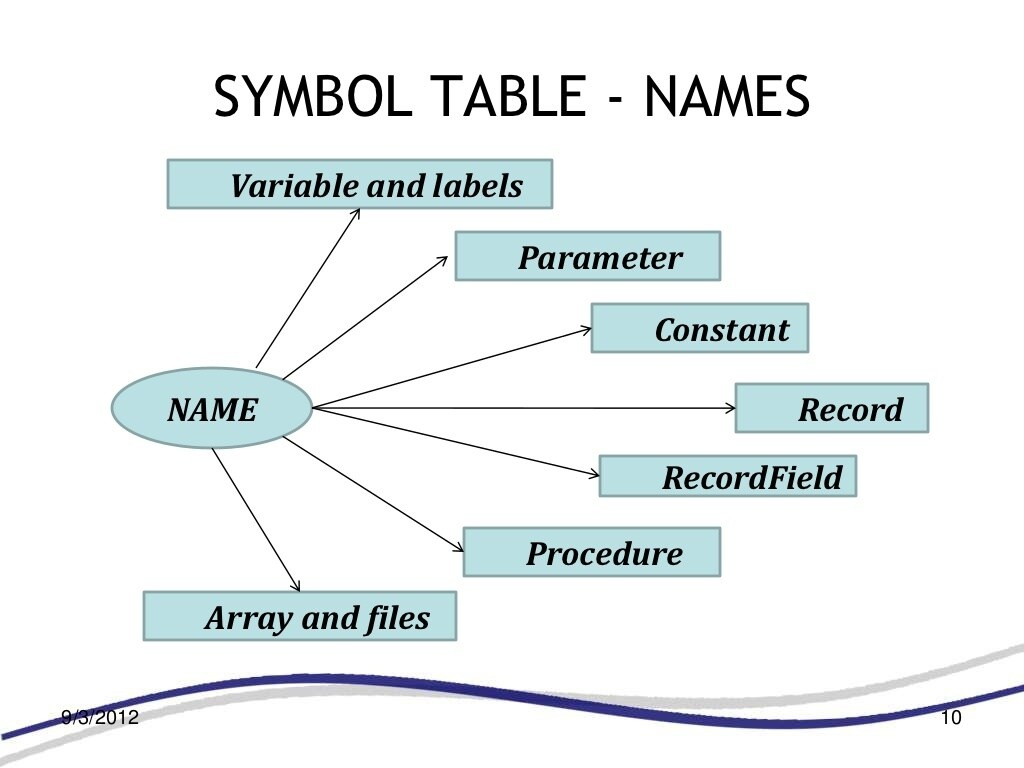 SYMBOL TABLE - NAMES
Variable and labels
Parameter
Constant
NAME
Record
RecordField
Procedure
Array and files
9/3/2012
10